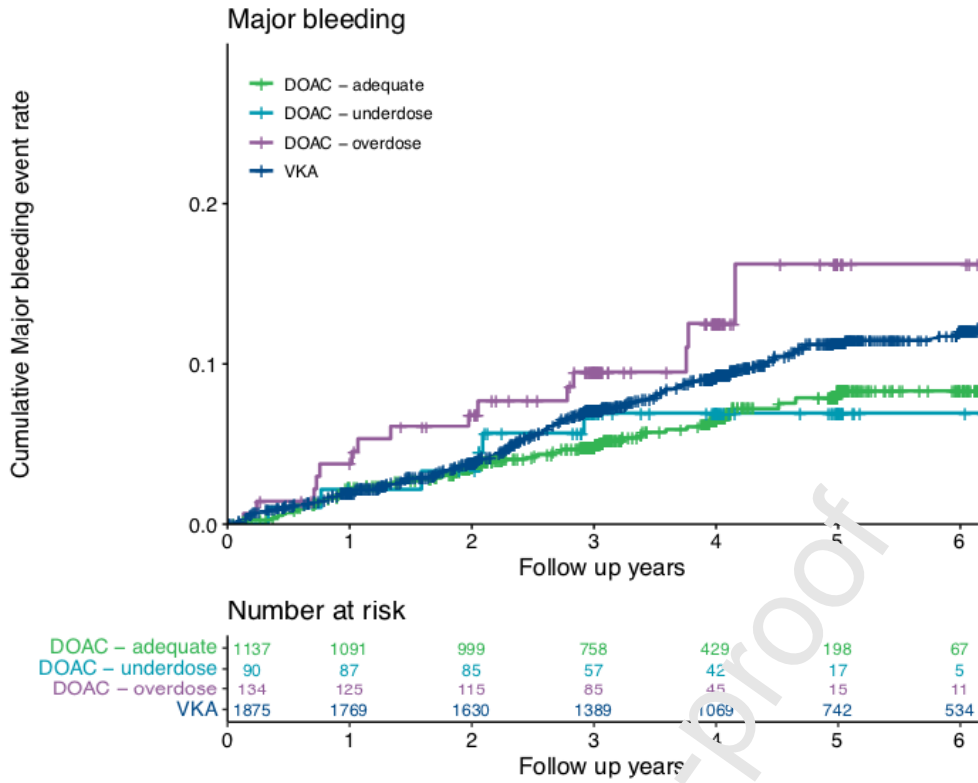 Major bleeding
DOAC – adequate
DOAC – underdose
DOAC – overdose
VKA
Cumulative Major bleeding event rate
0.2
0.1
0.0
0 1 2 3 4 5 6
Follow up years
Number at risk
DOAC – adequate 1137 1091 999 758 429 198 67
DOAC – underdose 90 87 85 57 42 17 5
DOAC – overdose 134 125 115 85 45 15 11
VKA 1875 1769 1630 1389 1069 742 534
0 1 2 3 4 5 6
Follow up years
-proof